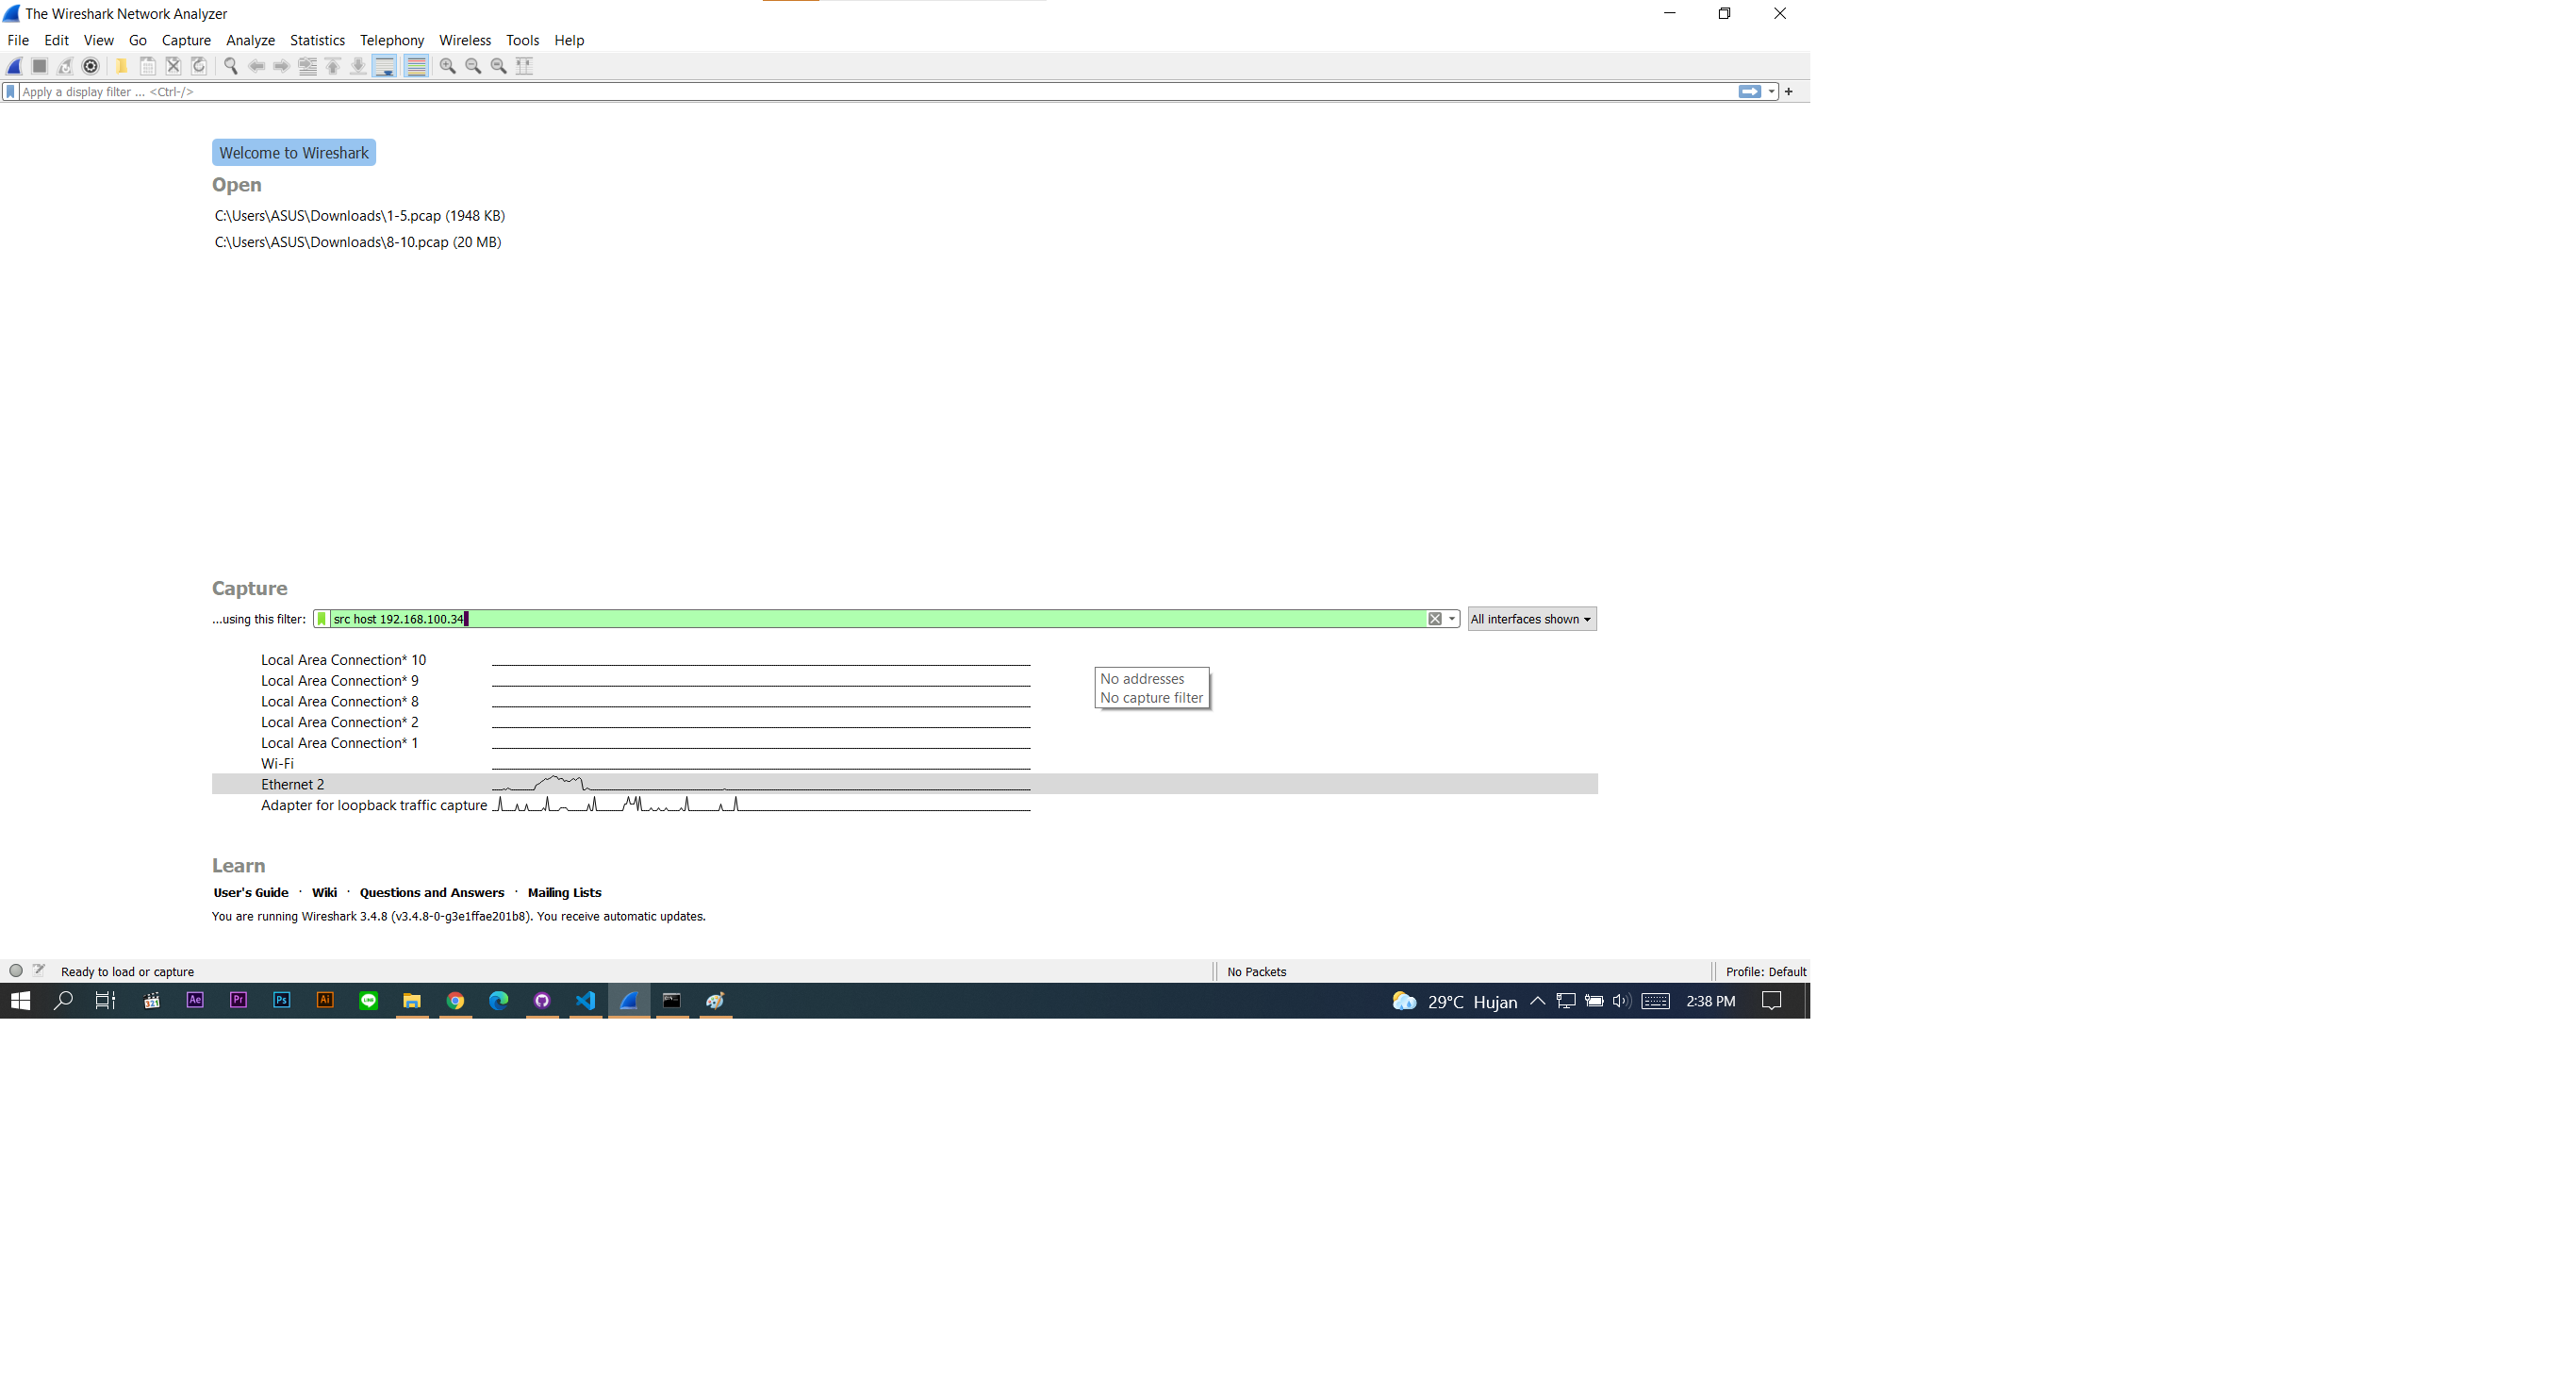 The Wireshark Network Analyzer
File Edit View Go Capture Analyze Statistics Telephony Wireless Tools Help
Apply a display filter ... <Ctrl-/>
+
Welcome to Wireshark
Open
C:\Users\ASUS\Downloads\1-5.pcap (1948 KB)
C:\Users\ASUS\Downloads\8-10.pcap (20 MB)
Capture
...using this filter: src host 192.168.100.34 All interfaces shown
Local Area Connection* 10
Local Area Connection* 9
Local Area Connection* 8
Local Area Connection* 2
Local Area Connection* 1
Wi-Fi
Ethernet 2
Adapter for loopback traffic capture
No addresses
No capture filter
Learn
User's Guide · Wiki · Questions and Answers · Mailing Lists
You are running Wireshark 3.4.8 (v3.4.8-0-g3e1ffae201b8). You receive automatic updates.
Ready to load or capture No Packets Profile: Default
321 Ae Pr Ps Ai LINE 29°C Hujan 2:38 PM